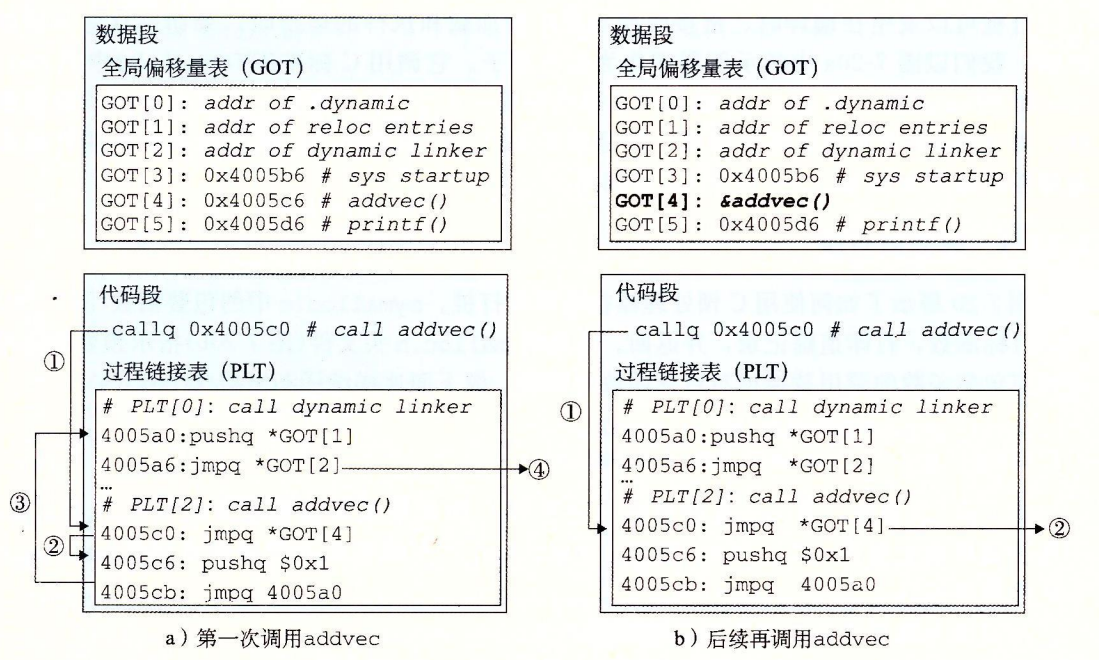 数据段
全局偏移量表（GOT）
GOT[0]: addr of .dynamic
GOT[1]: addr of reloc entries
GOT[2]: addr of dynamic linker
GOT[3]: 0x4005b6 # sys startup
GOT[4]: 0x4005c6 # addvec()
GOT[5]: 0x4005d6 # printf()
代码段
callq 0x4005c0 # call addvec()
①
过程链接表（PLT）
# PLT[0]: call dynamic linker
4005a0:pushq *GOT[1]
4005a6:jmpq *GOT[2]
④
…
# PLT[2]: call addvec()
③
4005c0: jmpq *GOT[4]
②
4005c6: pushq $0x1
4005cb: jmpq 4005a0
a）第一次调用addvec
数据段
全局偏移量表（GOT）
GOT[0]: addr of .dynamic
GOT[1]: addr of reloc entries
GOT[2]: addr of dynamic linker
GOT[3]: 0x4005b6 # sys startup
GOT[4]: &addvec()
GOT[5]: 0x4005d6 # printf()
代码段
callq 0x4005c0 # call addvec()
过程链接表（PLT）
①
# PLT[0]: call dynamic linker
4005a0:pushq *GOT[1]
4005a6:jmpq *GOT[2]
…
# PLT[2]: call addvec()
4005c0: jmpq *GOT[4]
②
4005c6: pushq $0x1
4005cb: jmpq 4005a0
b）后续再调用addvec